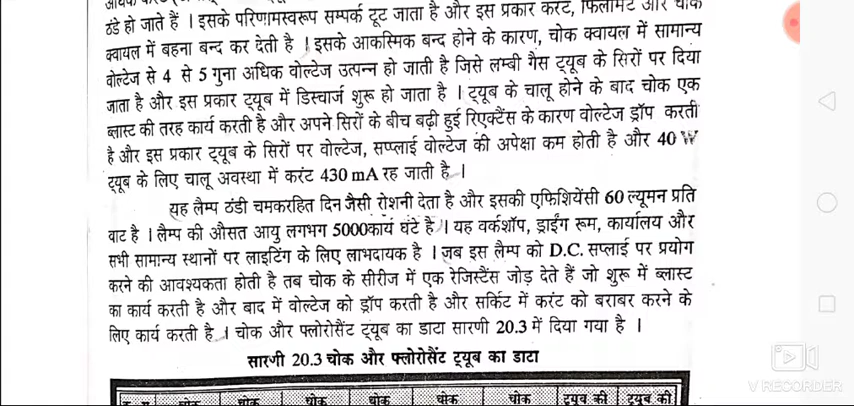 ठंडे हो जाते हैं । इसके परिणामस्वरूप सम्पर्क टूट जाता है और इस प्रकार करंट, फिलामेंट और चोक
क्वायल में बहना बन्द कर देती है । इसके आकस्मिक बन्द होने के कारण, चोक क्वायल में सामान्य
वोल्टेज से 4 से 5 गुना अधिक वोल्टेज उत्पन्न हो जाती है जिसे लम्बी गैस ट्यूब के सिरों पर दिया
जाता है और इस प्रकार ट्यूब में डिस्चार्ज शुरू हो जाता है । ट्यूब के चालू होने के बाद चोक एक
ब्लास्ट की तरह कार्य करती है और अपने सिरों के बीच बढ़ी हुई रिएक्टैंस के कारण वोल्टेज ड्रॉप करती
है और इस प्रकार ट्यूब के सिरों पर वोल्टेज, सप्लाई वोल्टेज की अपेक्षा कम होती है और 40 W
ट्यूब के लिए चालू अवस्था में करंट 430 mA रह जाती है ।
यह लैम्प ठंडी चमकरहित दिन जैसी रोशनी देता है और इसकी एफिशियेंसी 60 ल्यूमन प्रति
वाट है । लैम्प की औसत आयु लगभग 5000कार्य घंटे है । यह वर्कशॉप, ड्राईंग रूम, कार्यालय और
सभी सामान्य स्थानों पर लाइटिंग के लिए लाभदायक है । जब इस लैम्प को D.C. सप्लाई पर प्रयोग
करने की आवश्यकता होती है तब चोक के सीरीज में एक रेजिस्टैंस जोड़ देते हैं जो शुरू में ब्लास्ट
का कार्य करती है और बाद में वोल्टेज को ड्रॉप करती है और सर्किट में करंट को बराबर करने के
लिए कार्य करती है । चोक और फ्लोरोसैंट ट्यूब का डाटा सारणी 20.3 में दिया गया है ।
सारणी 20.3 चोक और फ्लोरोसैंट ट्यूब का डाटा
चोक चोक चोक चोक चोक चोक ट्यूब की ट्यूब की
V RECORDER